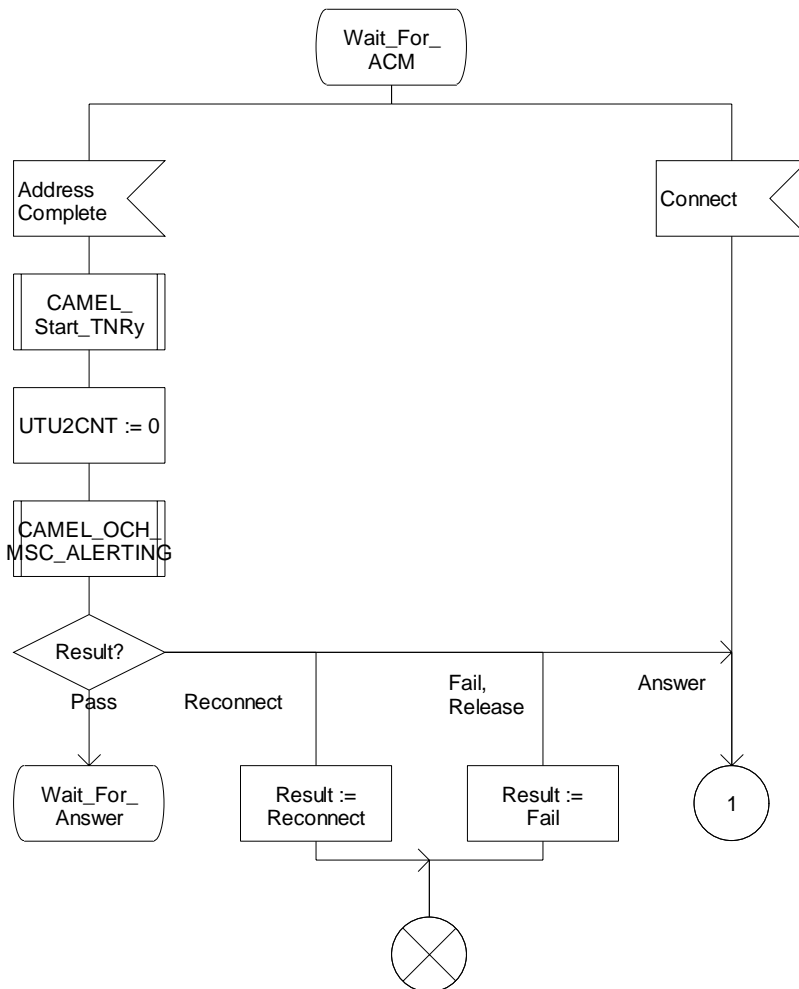 Wait_For_
ACM
Address
Complete
Connect
CAMEL_
Start_TNRy
UTU2CNT := 0
CAMEL_OCH_
MSC_ALERTING
Result?
Pass
Reconnect
Fail,
Release
Answer
Wait_For_
Answer
Result :=
Reconnect
Result :=
Fail
1